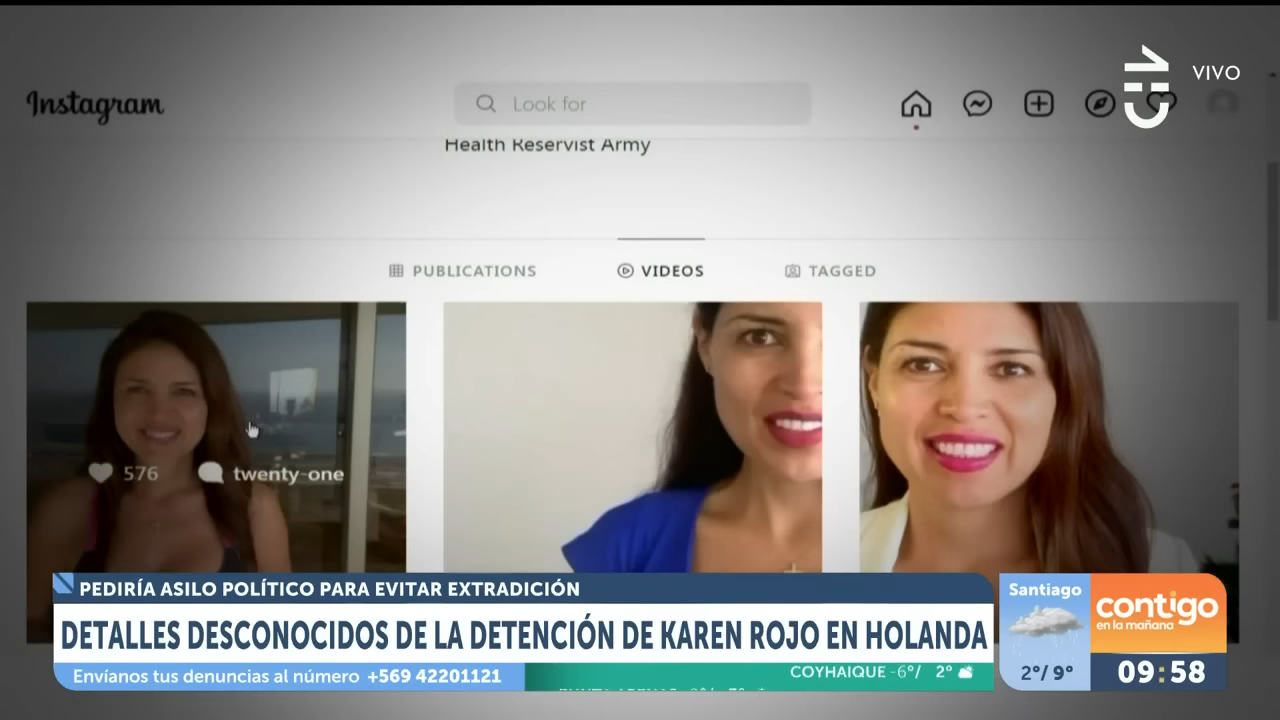 VIVO
Instagram
Look for
Health Reservist Army
PUBLICATIONS
VIDEOS
TAGGED
576
twenty-one
PEDIRÍA ASILO POLÍTICO PARA EVITAR EXTRADICIÓN
DETALLES DESCONOCIDOS DE LA DETENCIÓN DE KAREN ROJO EN HOLANDA
Envíanos tus denuncias al número +569 42201121
COYHAIQUE -6°/ 2°
Santiago
2°/ 9°
contigo
en la mañana
09:58